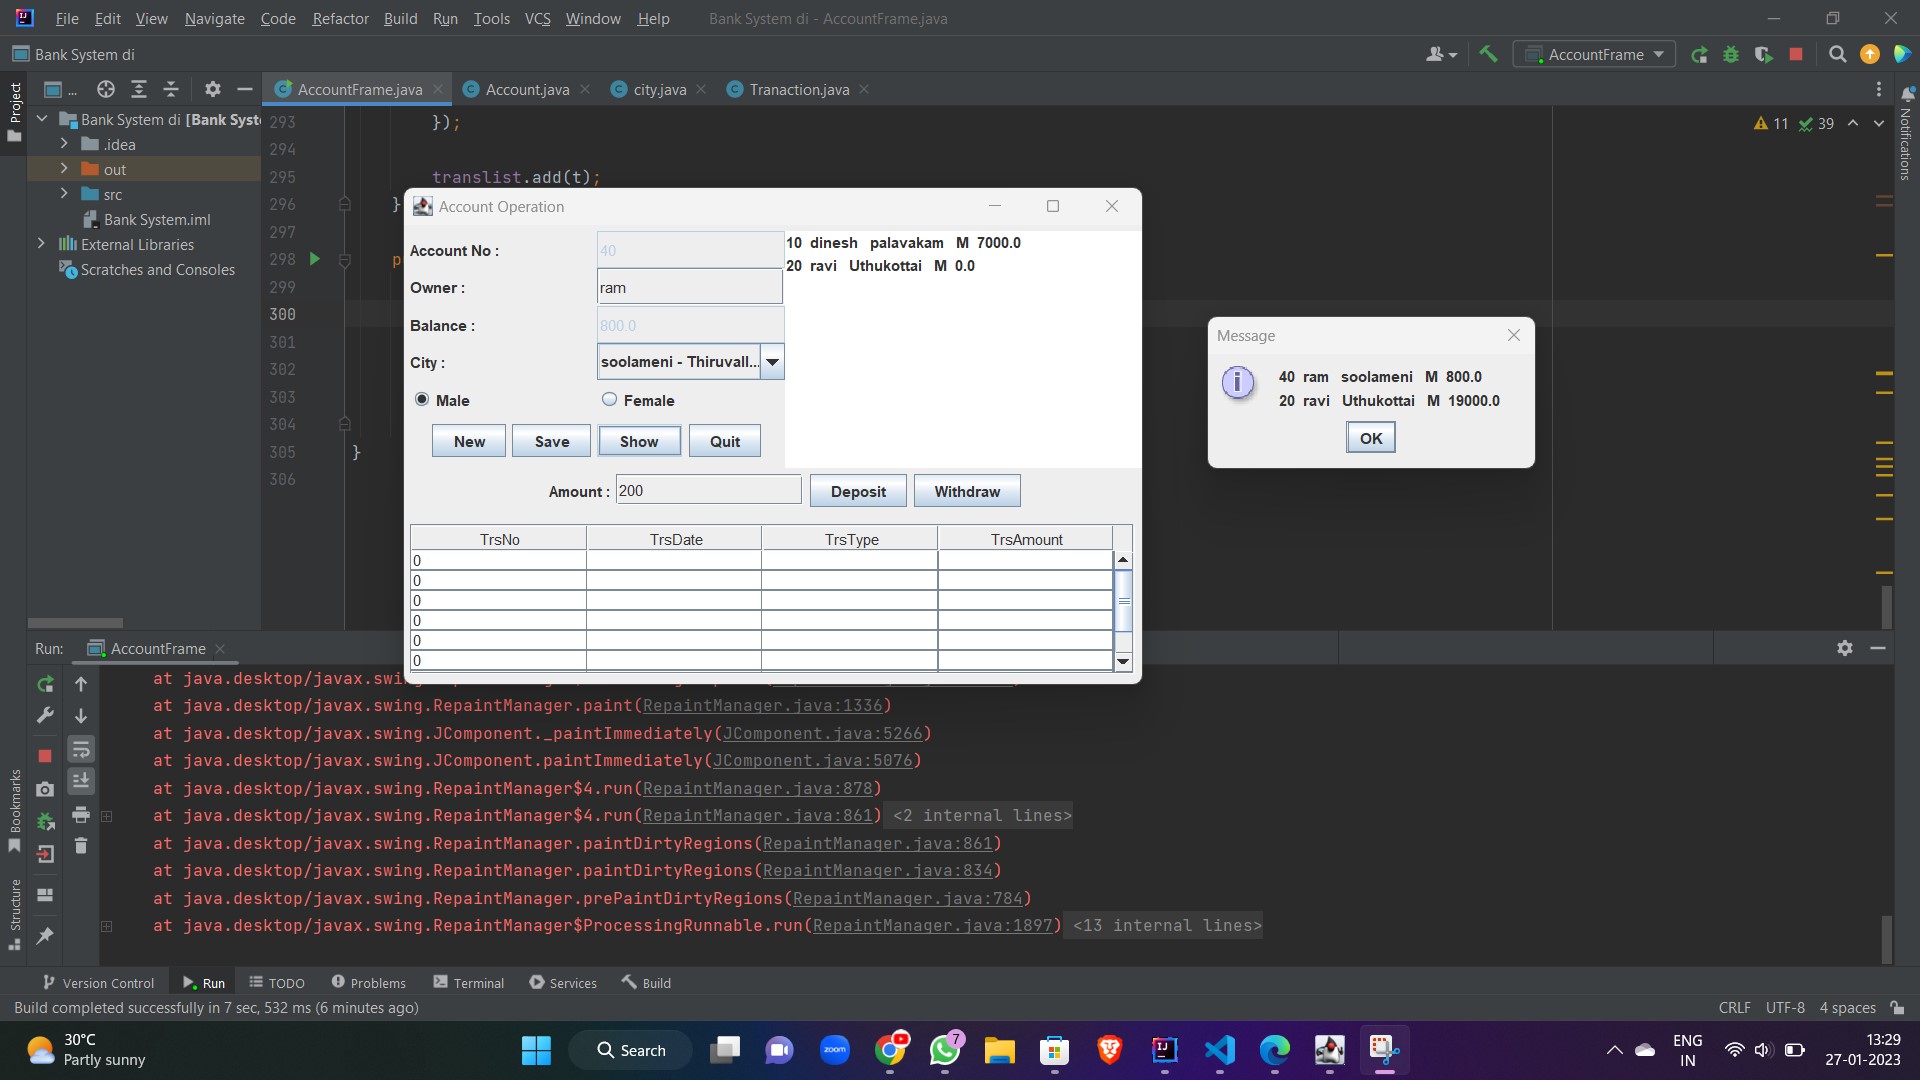 File Edit View Navigate Code Refactor Build Run Tools VCS Window Help Bank System di - AccountFrame.java
Bank System di
AccountFrame
Project
...
AccountFrame.java
Account.java
city.java
Tranaction.java
Notifications
Bank System di [Bank Syst
.idea
out
src
Bank System.iml
External Libraries
Scratches and Consoles
293 });
294
295 translist.add(t);
296 }
297
298 p
299
300
301
302
303
304
305 }
306
11 39
Account Operation
Account No : 40
Owner : ram
Balance : 800.0
City : soolameni - Thiruvall...
Male Female
New Save Show Quit
10 dinesh palavakam M 7000.0
20 ravi Uthukottai M 0.0
Amount : 200 Deposit Withdraw
TrsNo TrsDate TrsType TrsAmount
0
0
0
0
0
0
Message
40 ram soolameni M 800.0
20 ravi Uthukottai M 19000.0
OK
Run: AccountFrame
at java.desktop/javax.swing.RepaintManager.paint(RepaintManager.java:1336)
at java.desktop/javax.swing.JComponent._paintImmediately(JComponent.java:5266)
at java.desktop/javax.swing.JComponent.paintImmediately(JComponent.java:5076)
at java.desktop/javax.swing.RepaintManager$4.run(RepaintManager.java:878)
at java.desktop/javax.swing.RepaintManager$4.run(RepaintManager.java:861) <2 internal lines>
at java.desktop/javax.swing.RepaintManager.paintDirtyRegions(RepaintManager.java:861)
at java.desktop/javax.swing.RepaintManager.paintDirtyRegions(RepaintManager.java:834)
at java.desktop/javax.swing.RepaintManager.prePaintDirtyRegions(RepaintManager.java:784)
at java.desktop/javax.swing.RepaintManager$ProcessingRunnable.run(RepaintManager.java:1897) <13 internal lines>
Bookmarks
Structure
Version Control Run TODO Problems Terminal Services Build
Build completed successfully in 7 sec, 532 ms (6 minutes ago)
CRLF UTF-8 4 spaces
30°C
Partly sunny
Search
zoom
7
ENG
IN
13:29
27-01-2023